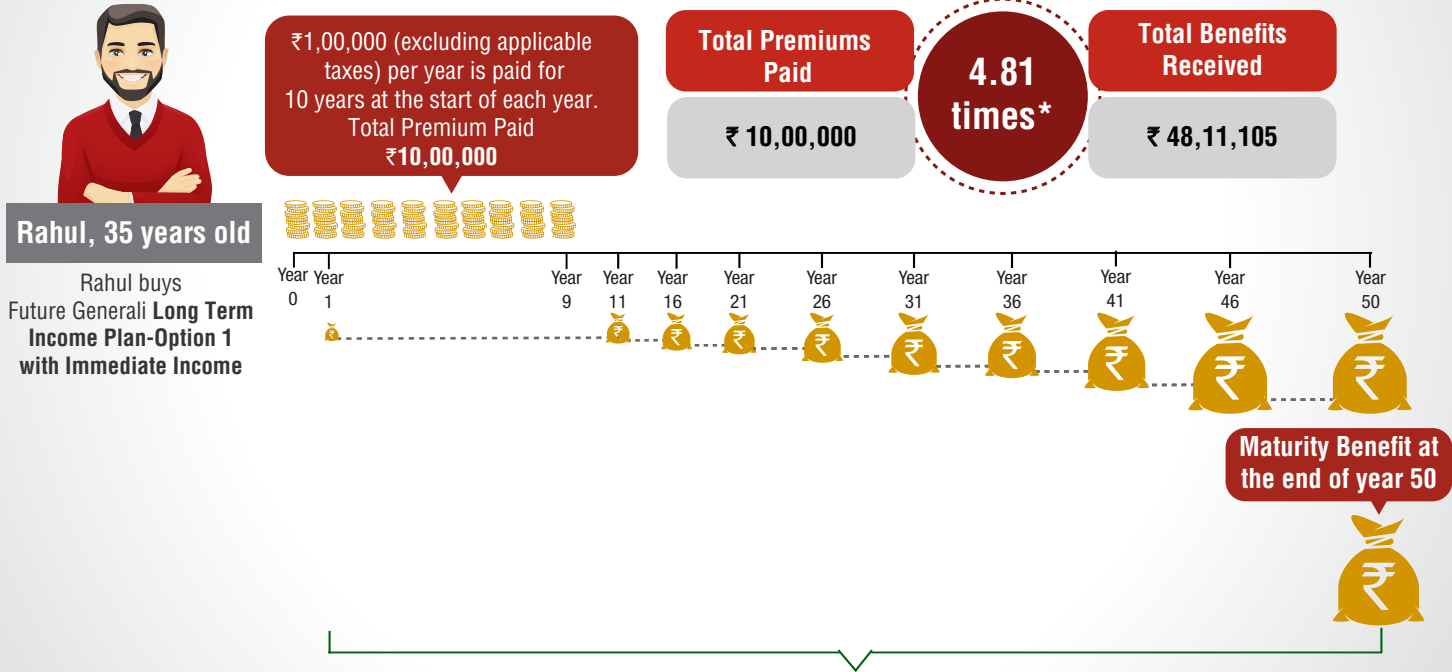 ₹1,00,000 (excluding applicable
taxes) per year is paid for
10 years at the start of each year.
Total Premium Paid
₹10,00,000
Total Premiums
Paid
₹ 10,00,000
4.81
times*
Total Benefits
Received
₹ 48,11,105
Rahul, 35 years old
Rahul buys
Future Generali Long Term
Income Plan-Option 1
with Immediate Income
Year Year Year Year Year Year Year Year Year Year Year Year
0 1 9 11 16 21 26 31 36 41 46 50
₹ ₹ ₹ ₹ ₹ ₹ ₹ ₹ ₹ ₹
Maturity Benefit at
the end of year 50
₹